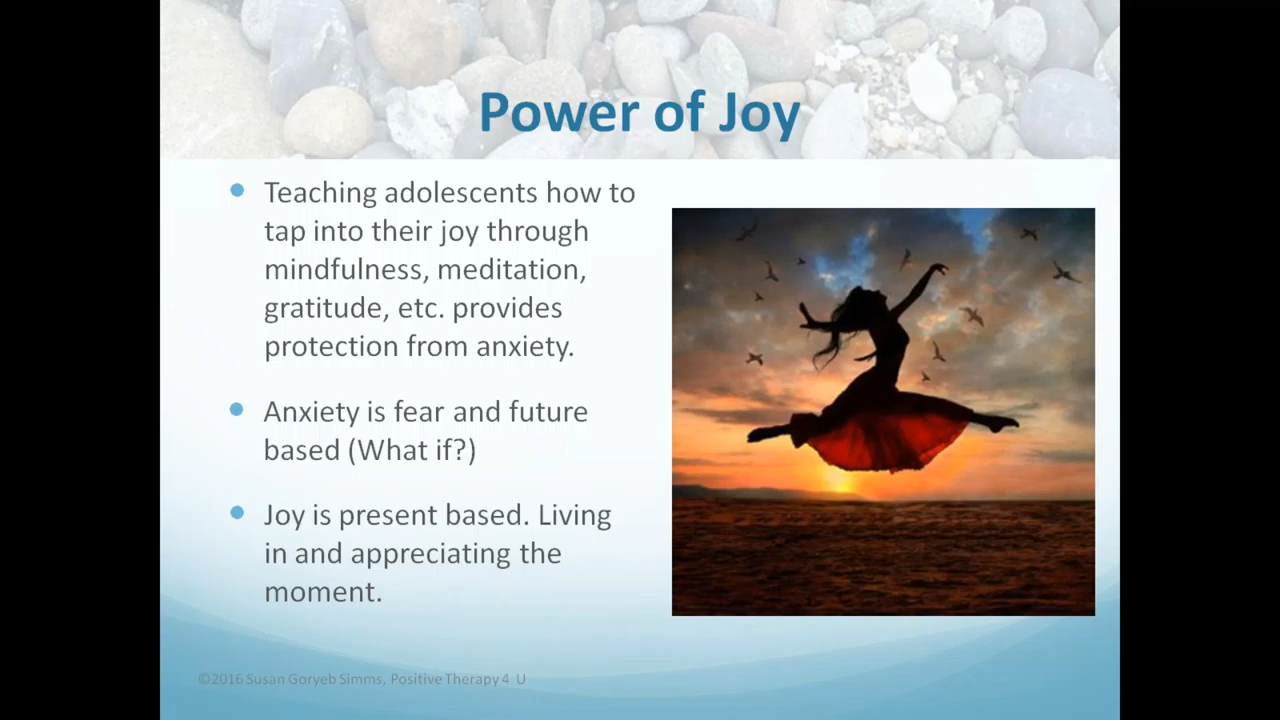 Power of Joy
Teaching adolescents how to
tap into their joy through
mindfulness, meditation,
gratitude, etc. provides
protection from anxiety.
Anxiety is fear and future
based (What if?)
Joy is present based. Living
in and appreciating the
moment.
©2016 Susan Goryeb Simms, Positive Therapy 4 U